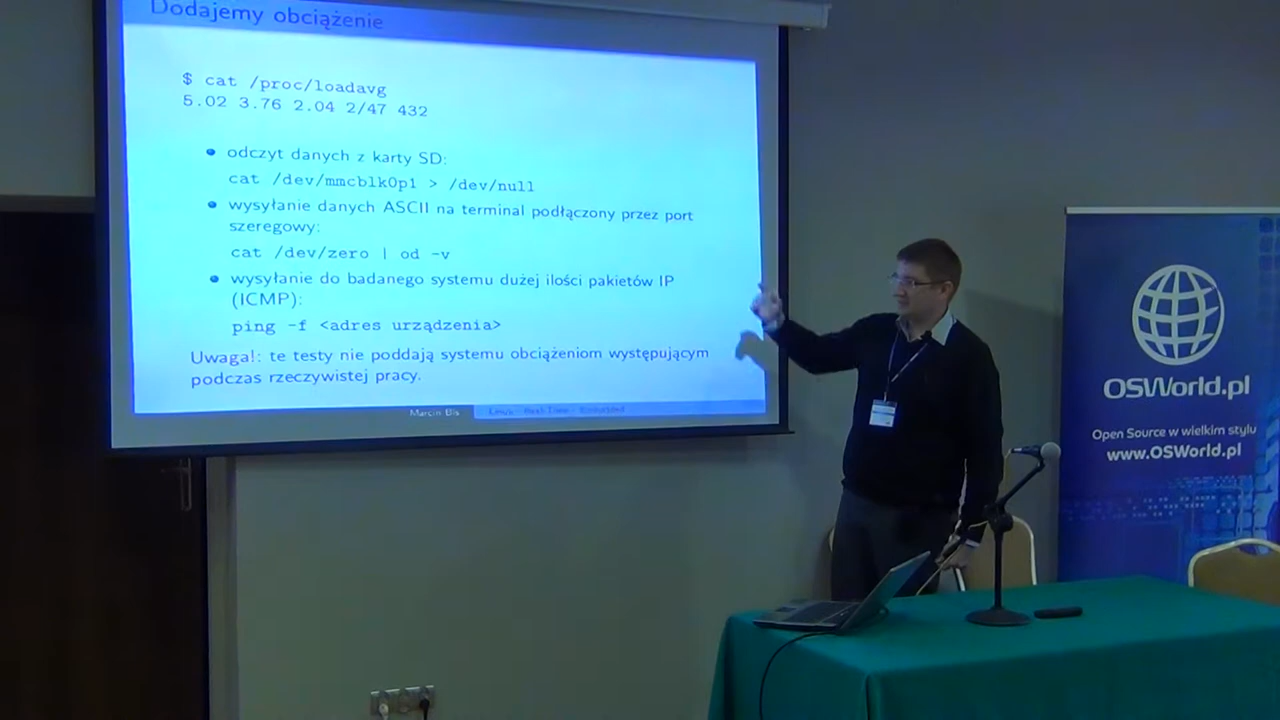 Dodajemy obciążenie
$ cat /proc/loadavg
5.02 3.76 2.04 2/47 432
odczyt danych z karty SD:
cat /dev/mmcblk0p1 > /dev/null
wysyłanie danych ASCII na terminal podłączony przez port
szeregowy:
cat /dev/zero | od -v
wysyłanie do badanego systemu dużej ilości pakietów IP
(ICMP):
ping -f <adres urządzenia>
Uwaga!: te testy nie poddają systemu obciążeniom występującym
podczas rzeczywistej pracy.
Marcin Bis
Linux - Real Time -
OSWorld.pl
Open Source w wielkim stylu
www.OSWorld.pl